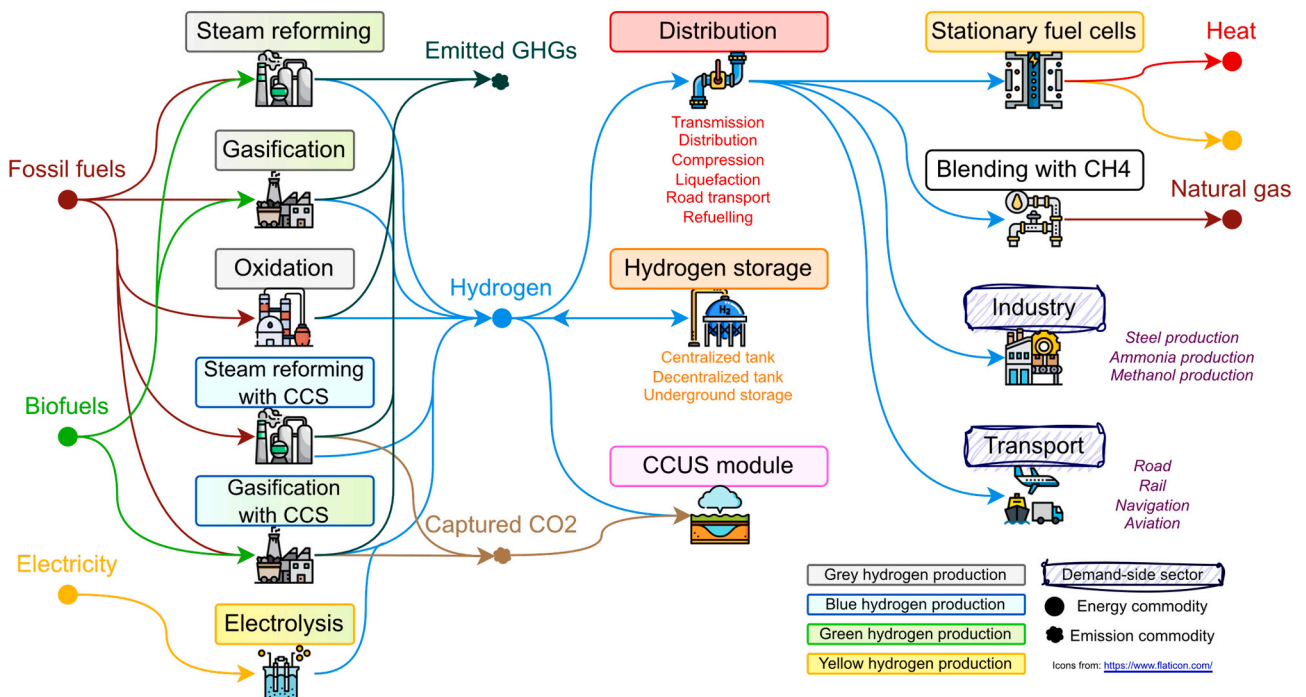 Steam reforming
Emitted GHGs
Distribution
Stationary fuel cells
Heat
Transmission
Distribution
Compression
Liquefaction
Road transport
Refuelling
Gasification
Fossil fuels
Blending with CH4
Natural gas
Oxidation
Hydrogen
Hydrogen storage
H2
Centralized tank
Decentralized tank
Underground storage
Industry
Steel production
Ammonia production
Methanol production
Steam reforming
with CCS
Biofuels
CCUS module
Transport
Road
Rail
Navigation
Aviation
Gasification
with CCS
Captured CO2
Electricity
Electrolysis
Grey hydrogen production
Blue hydrogen production
Green hydrogen production
Yellow hydrogen production
Demand-side sector
Energy commodity
Emission commodity
Icons from: https://www.flaticon.com/